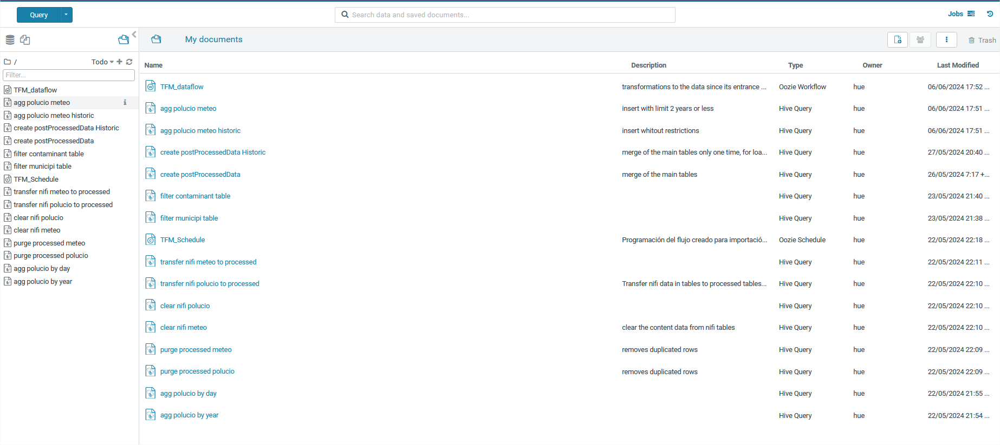 Query
Search data and saved documents...
Jobs
My documents
Trash
/ Todo
Filter...
TFM_dataflow
agg polucio meteo
agg polucio meteo historic
create postProcessedData Historic
create postProcessedData
filter contaminant table
filter municipi table
TFM_Schedule
transfer nifi meteo to processed
transfer nifi polucio to processed
clear nifi polucio
clear nifi meteo
purge processed meteo
purge processed polucio
agg polucio by day
agg polucio by year
Name Description Type Owner Last Modified
TFM_dataflow transformations to the data since its entrance ... Oozie Workflow hue 06/06/2024 17:52 ...
agg polucio meteo insert with limit 2 years or less Hive Query hue 06/06/2024 17:51 ...
agg polucio meteo historic insert whitout restrictions Hive Query hue 06/06/2024 17:51 ...
create postProcessedData Historic merge of the main tables only one time, for loa... Hive Query hue 27/05/2024 20:40 ...
create postProcessedData merge of the main tables Hive Query hue 26/05/2024 7:17 +...
filter contaminant table Hive Query hue 23/05/2024 21:40 ...
filter municipi table Hive Query hue 23/05/2024 21:38 ...
TFM_Schedule Programación del flujo creado para importació... Oozie Schedule hue 22/05/2024 22:18 ...
transfer nifi meteo to processed Hive Query hue 22/05/2024 22:11 ...
transfer nifi polucio to processed Transfer nifi data in tables to processed tables... Hive Query hue 22/05/2024 22:10 ...
clear nifi polucio Hive Query hue 22/05/2024 22:10 ...
clear nifi meteo clear the content data from nifi tables Hive Query hue 22/05/2024 22:10 ...
purge processed meteo removes duplicated rows Hive Query hue 22/05/2024 22:09 ...
purge processed polucio removes duplicated rows Hive Query hue 22/05/2024 22:09 ...
agg polucio by day Hive Query hue 22/05/2024 21:55 ...
agg polucio by year Hive Query hue 22/05/2024 21:54 ...